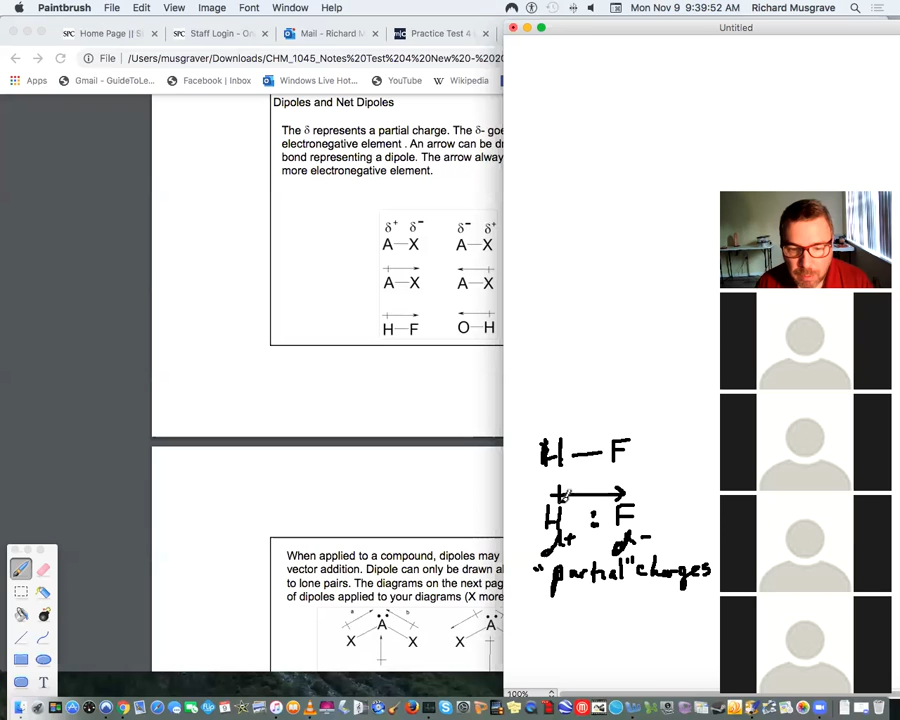 Paintbrush File Edit View Image Font Window Help Mon Nov 9 9:39:52 AM Richard Musgrave
Home Page || S Staff Login - On Mail - Richard M Practice Test 4
File /Users/musgraver/Downloads/CHM_1045_Notes%20Test%204%20New%20-%20
Apps Gmail - GuideToLe... Facebook | Inbox Windows Live Hot... YouTube Wikipedia
Untitled
Dipoles and Net Dipoles
The δ represents a partial charge. The δ- goe
electronegative element . An arrow can be dr
bond representing a dipole. The arrow alway
more electronegative element.
δ+ δ- δ- δ+
A—X A—X
A—X A—X
H—F O—H
H — F
H : F
δ+ δ-
"partial" charges
When applied to a compound, dipoles may
vector addition. Dipole can only be drawn al
to lone pairs. The diagrams on the next pag
of dipoles applied to your diagrams (X more
A A
X X X
T
100%